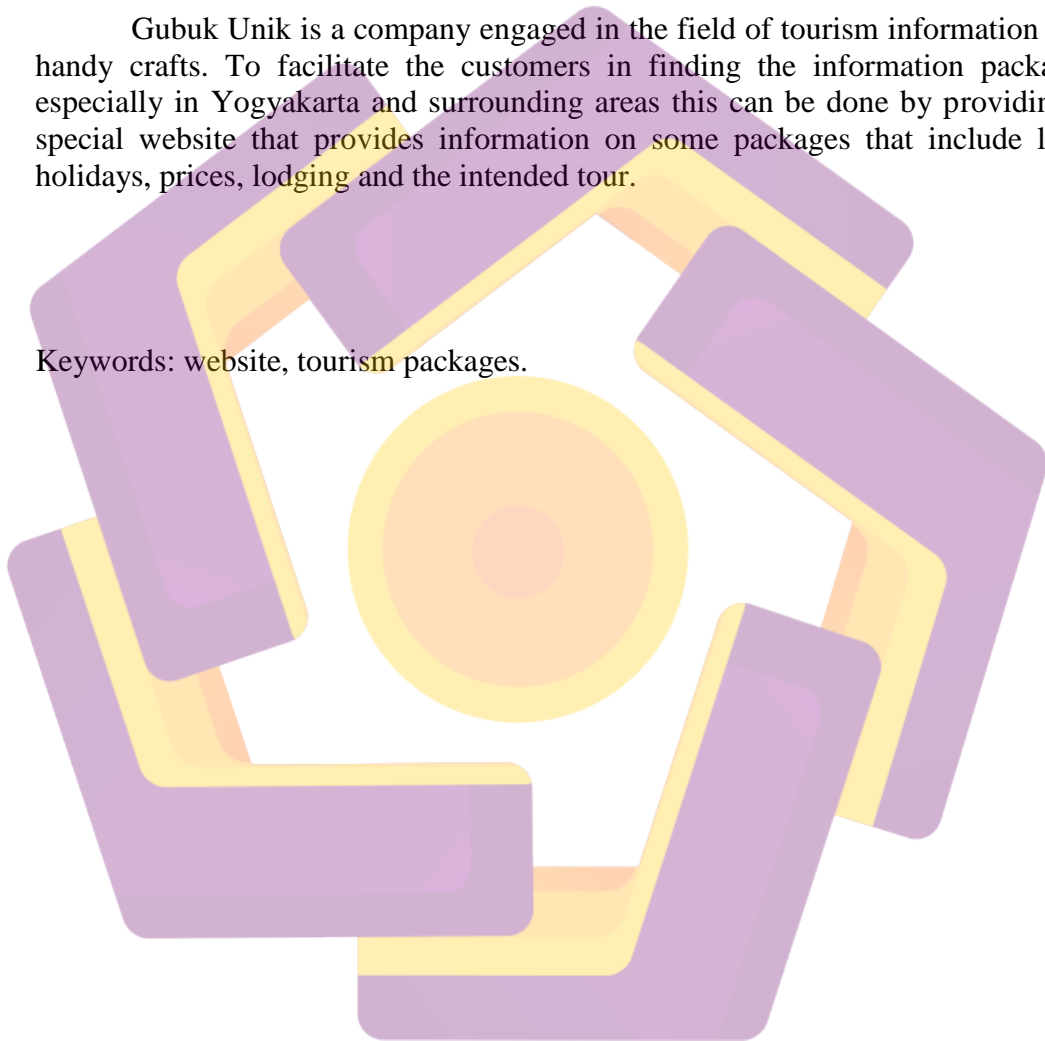 Gubuk Unik is a company engaged in the field of tourism information
handy crafts. To facilitate the customers in finding the information
especially in Yogyakarta and surrounding areas this can be done by
special website that provides information on some packages that include
holidays, prices, lodging and the intended tour.
Keywords: website, tourism packages.